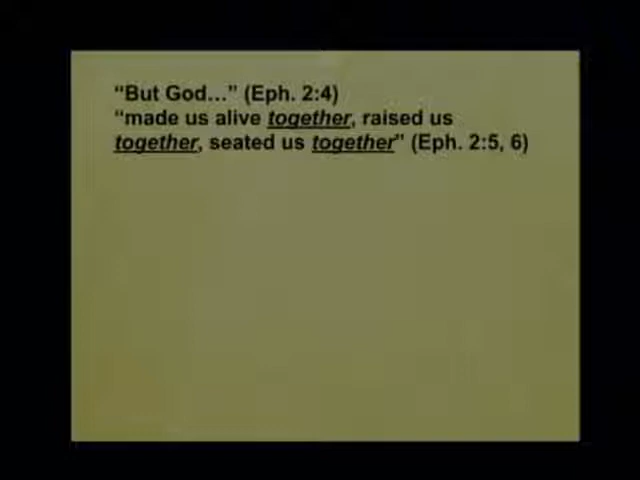 “But God…” (Eph. 2:4)
“made us alive together, raised us
together, seated us together” (Eph. 2:5, 6)